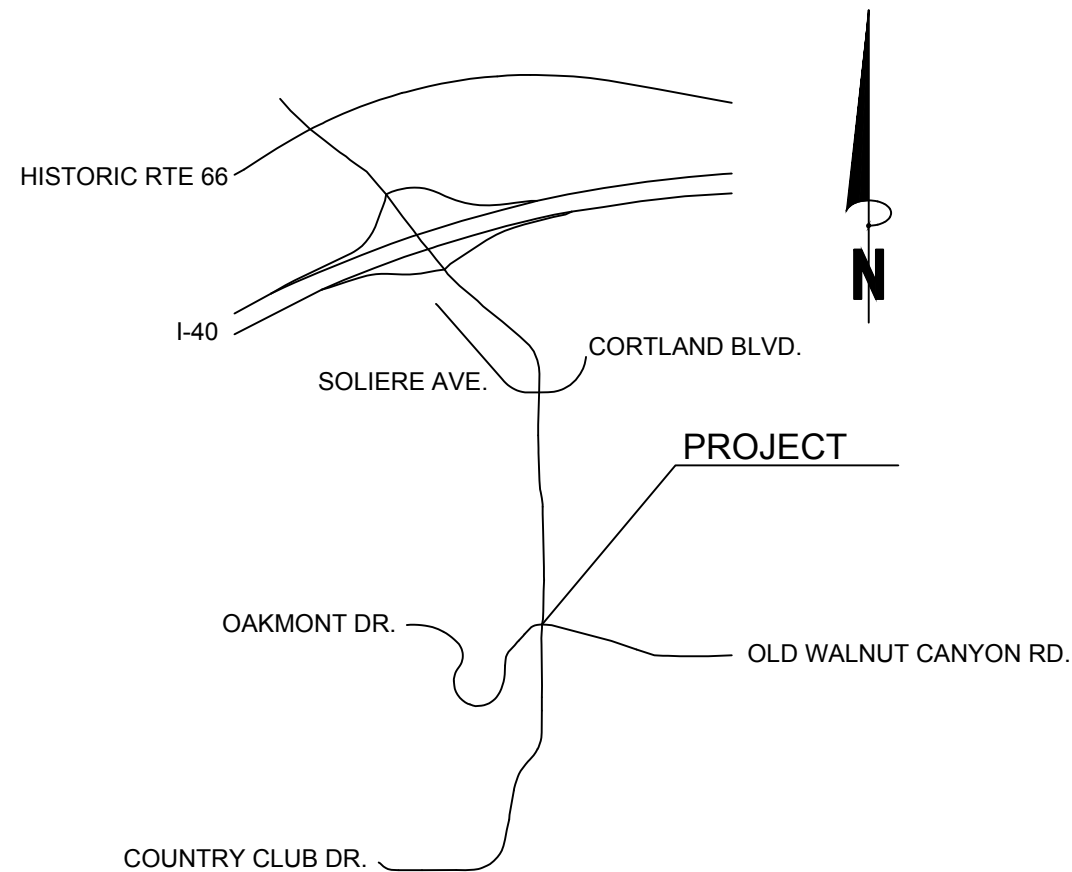 HISTORIC RTE 66
N
I-40
CORTLAND BLVD.
SOLIERE AVE.
PROJECT
OAKMONT DR.
OLD WALNUT CANYON RD.
COUNTRY CLUB DR.